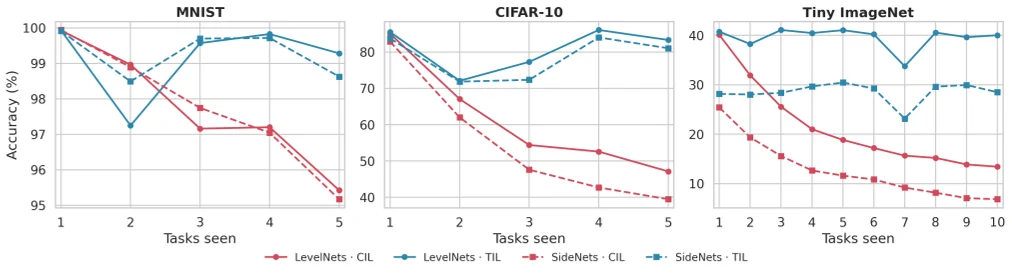 MNIST
CIFAR-10
Tiny ImageNet
Accuracy (%)
100
99
98
97
96
95
1 2 3 4 5
Tasks seen
80
70
60
50
40
1 2 3 4 5
Tasks seen
40
30
20
10
1 2 3 4 5 6 7 8 9 10
Tasks seen
LevelNets · CIL
LevelNets · TIL
SideNets · CIL
SideNets · TIL